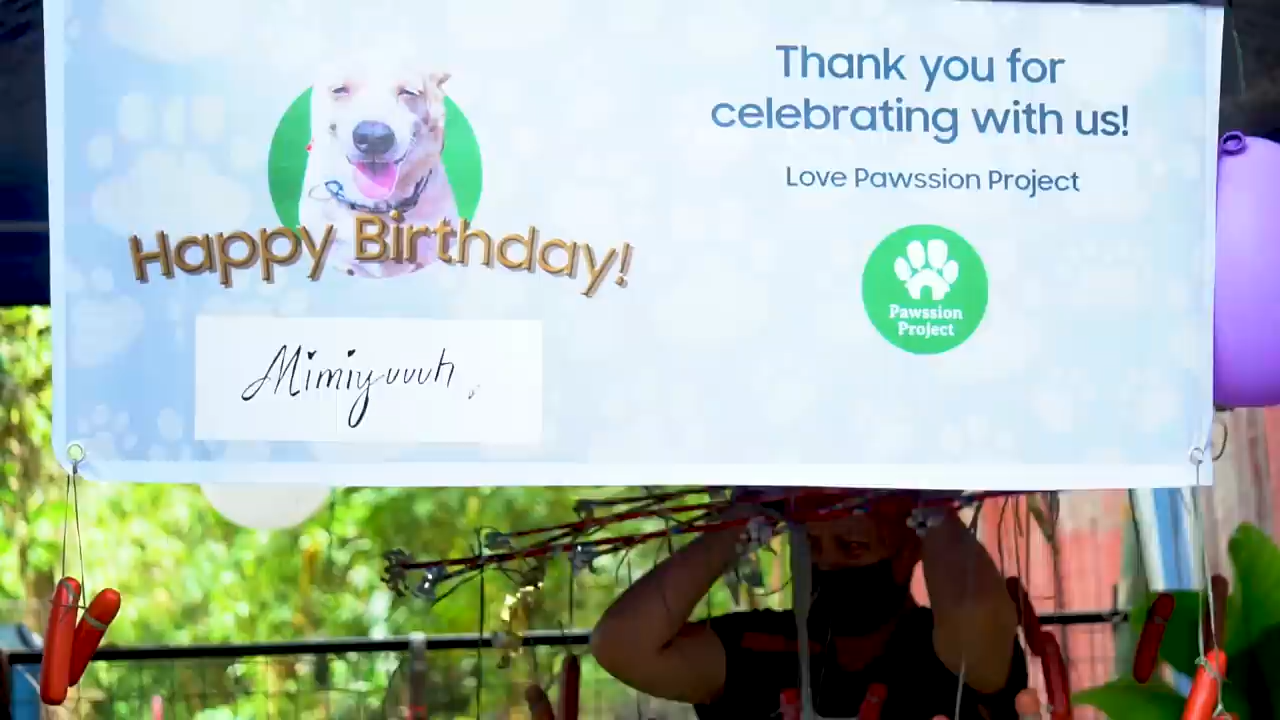 Happy Birthday!
Mimiyuuuh
Thank you for
celebrating with us!
Love Pawssion Project
Pawssion
Project